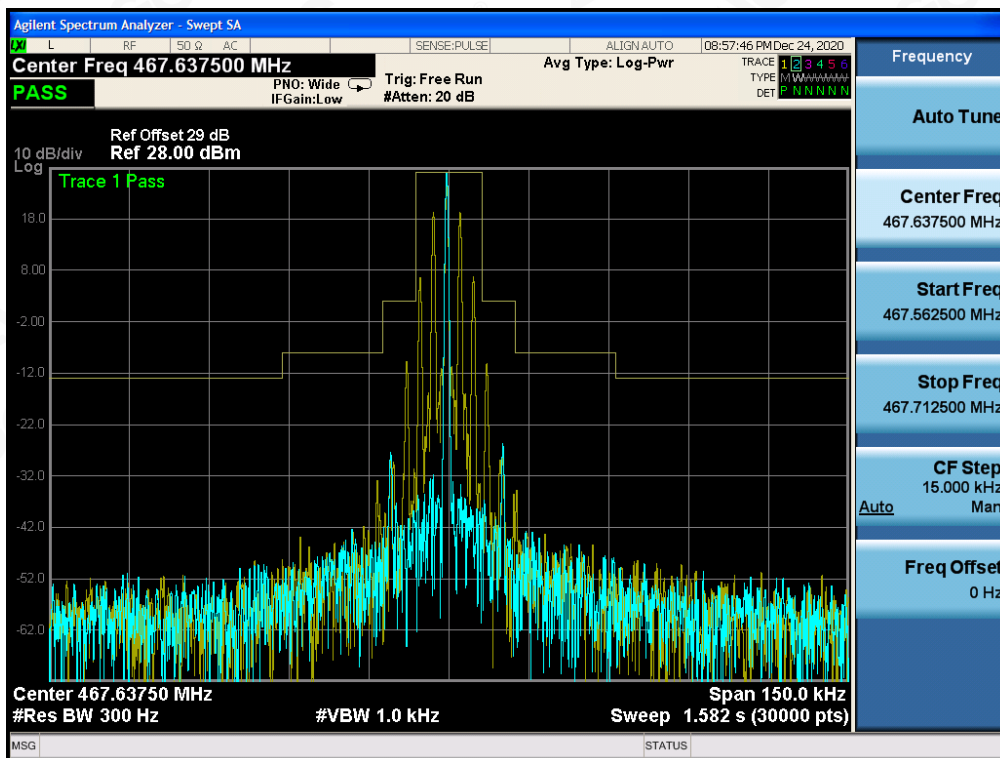 Agilent Spectrum Analyzer - Swept SA
LXI L RF 50 Ω AC SENSE:PULSE ALIGN AUTO 08:57:46 PM Dec 24, 2020
Center Freq 467.637500 MHz
PASS
PNO: Wide
IFGain:Low
Trig: Free Run
#Atten: 20 dB
Avg Type: Log-Pwr
TRACE 1 2 3 4 5 6
TYPE M W W W W W
DET P N N N N N
Ref Offset 29 dB
10 dB/div Ref 28.00 dBm
Log
Trace 1 Pass
18.0
8.00
-2.00
-12.0
-22.0
-32.0
-42.0
-52.0
-62.0
Center 467.63750 MHz
Span 150.0 kHz
#Res BW 300 Hz
#VBW 1.0 kHz
Sweep 1.582 s (30000 pts)
MSG
STATUS
Frequency
Auto Tune
Center Freq
467.637500 MHz
Start Freq
467.562500 MHz
Stop Freq
467.712500 MHz
CF Step
15.000 kHz
Auto Man
Freq Offset
0 Hz